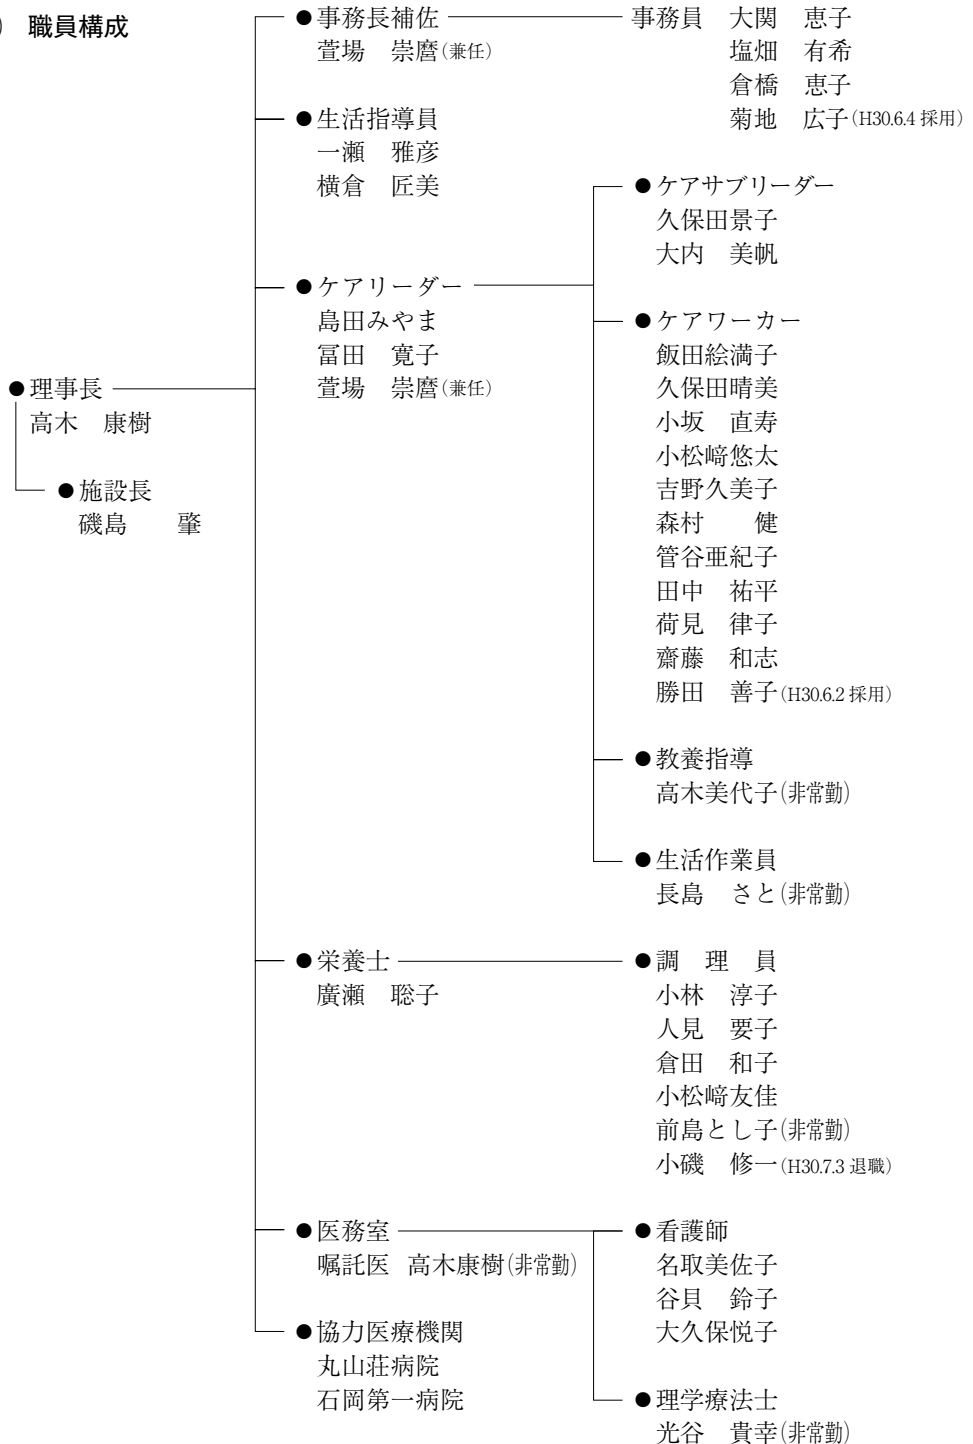 ) 職員構成
●理事長
高木 康樹
●施設長
磯島 肇
●事務長補佐
萱場 崇麿(兼任)
事務員 大関 恵子
塩畑 有希
倉橋 恵子
菊地 広子(H30.6.4 採用)
●生活指導員
一瀬 雅彦
横倉 匠美
●ケアリーダー
島田みやま
冨田 寛子
萱場 崇麿(兼任)
●ケアサブリーダー
久保田景子
大内 美帆
●ケアワーカー
飯田絵満子
久保田晴美
小坂 直寿
小松﨑悠太
吉野久美子
森村 健
管谷亜紀子
田中 祐平
荷見 律子
齋藤 和志
勝田 善子(H30.6.2 採用)
●教養指導
高木美代子(非常勤)
●生活作業員
長島 さと(非常勤)
●栄養士
廣瀬 聡子
●調 理 員
小林 淳子
人見 要子
倉田 和子
小松﨑友佳
前島とし子(非常勤)
小磯 修一(H30.7.3 退職)
●医務室
嘱託医 高木康樹(非常勤)
●看護師
名取美佐子
谷貝 鈴子
大久保悦子
●理学療法士
光谷 貴幸(非常勤)
●協力医療機関
丸山荘病院
石岡第一病院